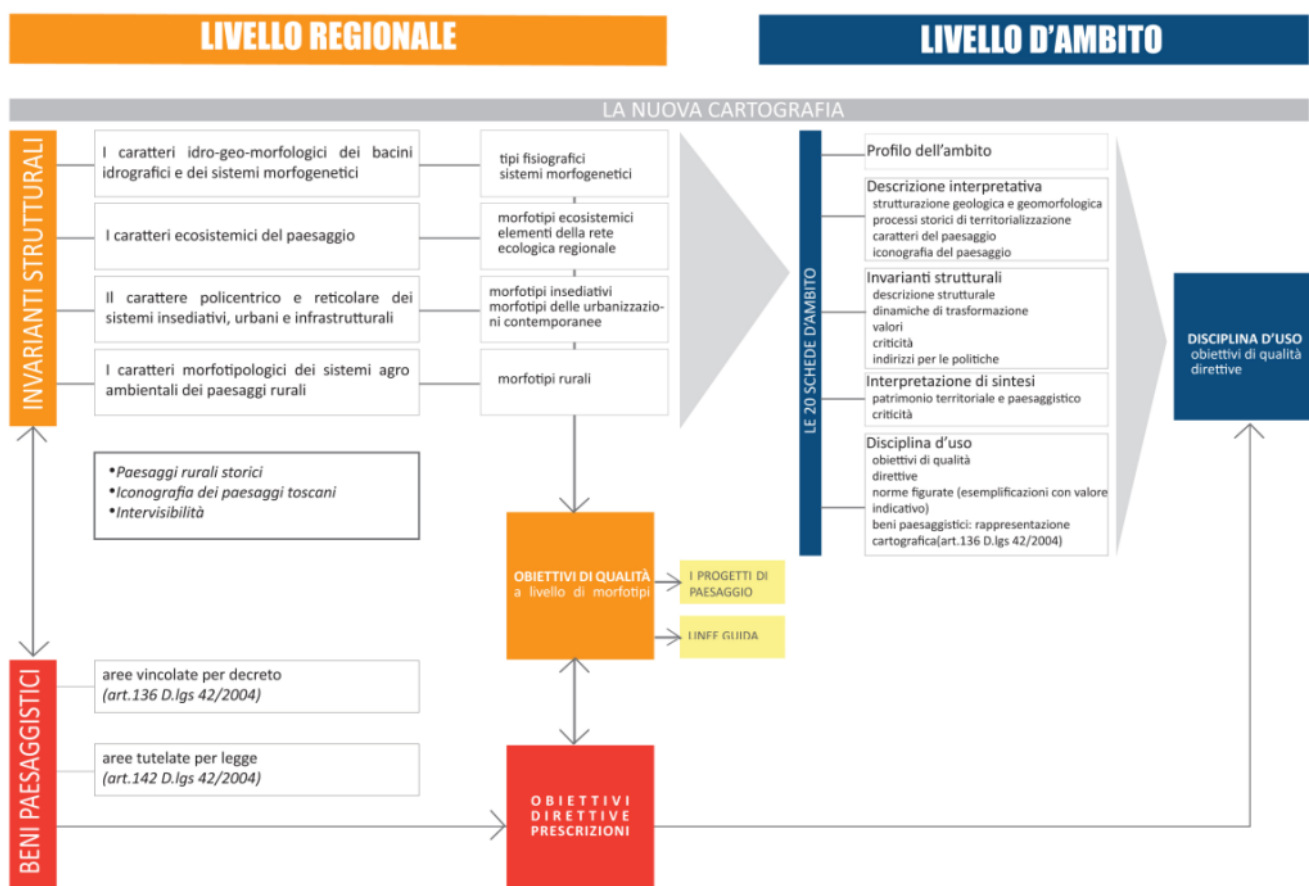 LIVELLO REGIONALE
LIVELLO D'AMBITO
LA NUOVA CARTOGRAFIA
INVARIANTI STRUTTURALI
I caratteri idro-geo-morfologici dei bacini
idrografici e dei sistemi morfogenetici
tipi fisiografici
sistemi morfogenetici
I caratteri ecosistemici del paesaggio
morfotipi ecosistemici
elementi della rete
ecologica regionale
Il carattere policentrico e reticolare dei
sistemi insediativi, urbani e infrastrutturali
morfotipi insediativi
morfotipi delle urbanizzazio-
ni contemporanee
I caratteri morfotipologici dei sistemi agro
ambientali dei paesaggi rurali
morfotipi rurali
•Paesaggi rurali storici
•Iconografia dei paesaggi toscani
•Intervisibilità
OBIETTIVI DI QUALITÀ
a livello di morfotipi
I PROGETTI DI
PAESAGGIO
LINEE GUIDA
BENI PAESAGGISTICI
aree vincolate per decreto
(art.136 D.lgs 42/2004)
aree tutelate per legge
(art.142 D.lgs 42/2004)
OBIETTIVI
DIRETTIVE
PRESCRIZIONI
LE 20 SCHEDE D'AMBITO
Profilo dell'ambito
Descrizione interpretativa
strutturazione geologica e geomorfologica
processi storici di territorializzazione
caratteri del paesaggio
iconografia del paesaggio
Invarianti strutturali
descrizione strutturale
dinamiche di trasformazione
valori
criticità
indirizzi per le politiche
Interpretazione di sintesi
patrimonio territoriale e paesaggistico
criticità
Disciplina d'uso
obiettivi di qualità
direttive
norme figurate (esemplificazioni con valore
indicativo)
beni paesaggistici: rappresentazione
cartografica(art.136 D.lgs 42/2004)
DISCIPLINA D'USO
obiettivi di qualità
direttive